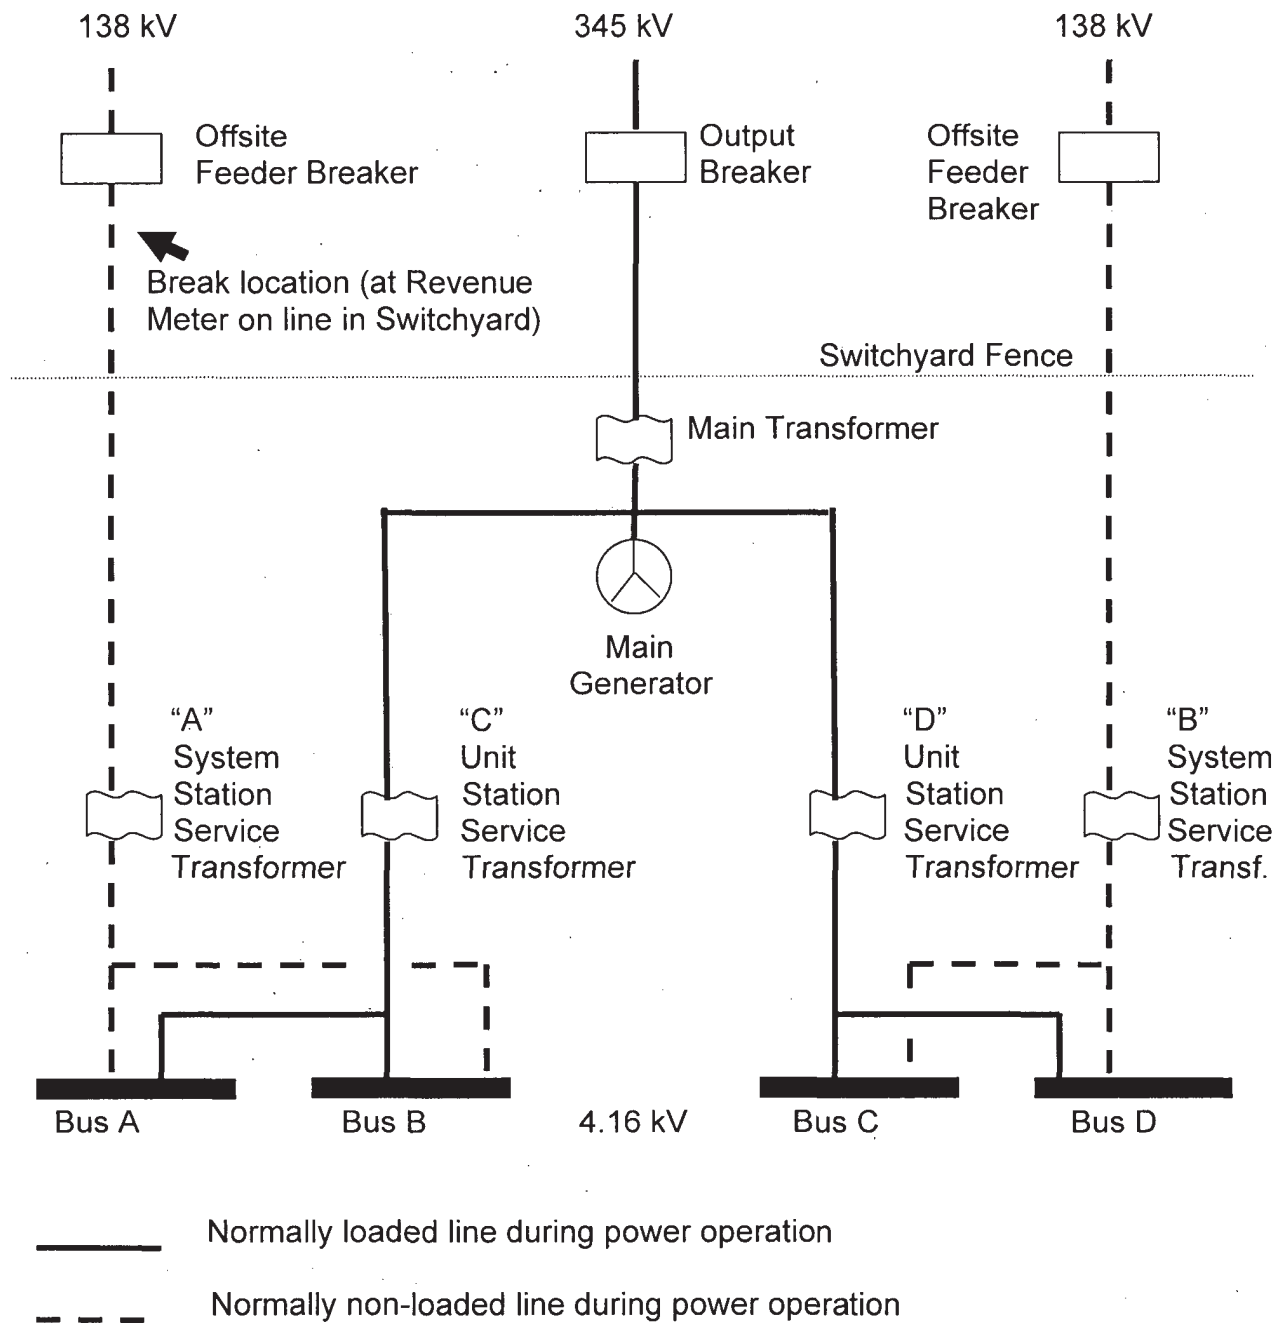 138 kV
345 kV
138 kV
Offsite
Feeder Breaker
Output
Breaker
Offsite
Feeder
Breaker
Break location (at Revenue
Meter on line in Switchyard)
Switchyard Fence
Main Transformer
Main
Generator
“A”
System
Station
Service
Transformer
“C”
Unit
Station
Service
Transformer
“D”
Unit
Station
Service
Transformer
“B”
System
Station
Service
Transf.
Bus A
Bus B
4.16 kV
Bus C
Bus D
Normally loaded line during power operation
Normally non-loaded line during power operation